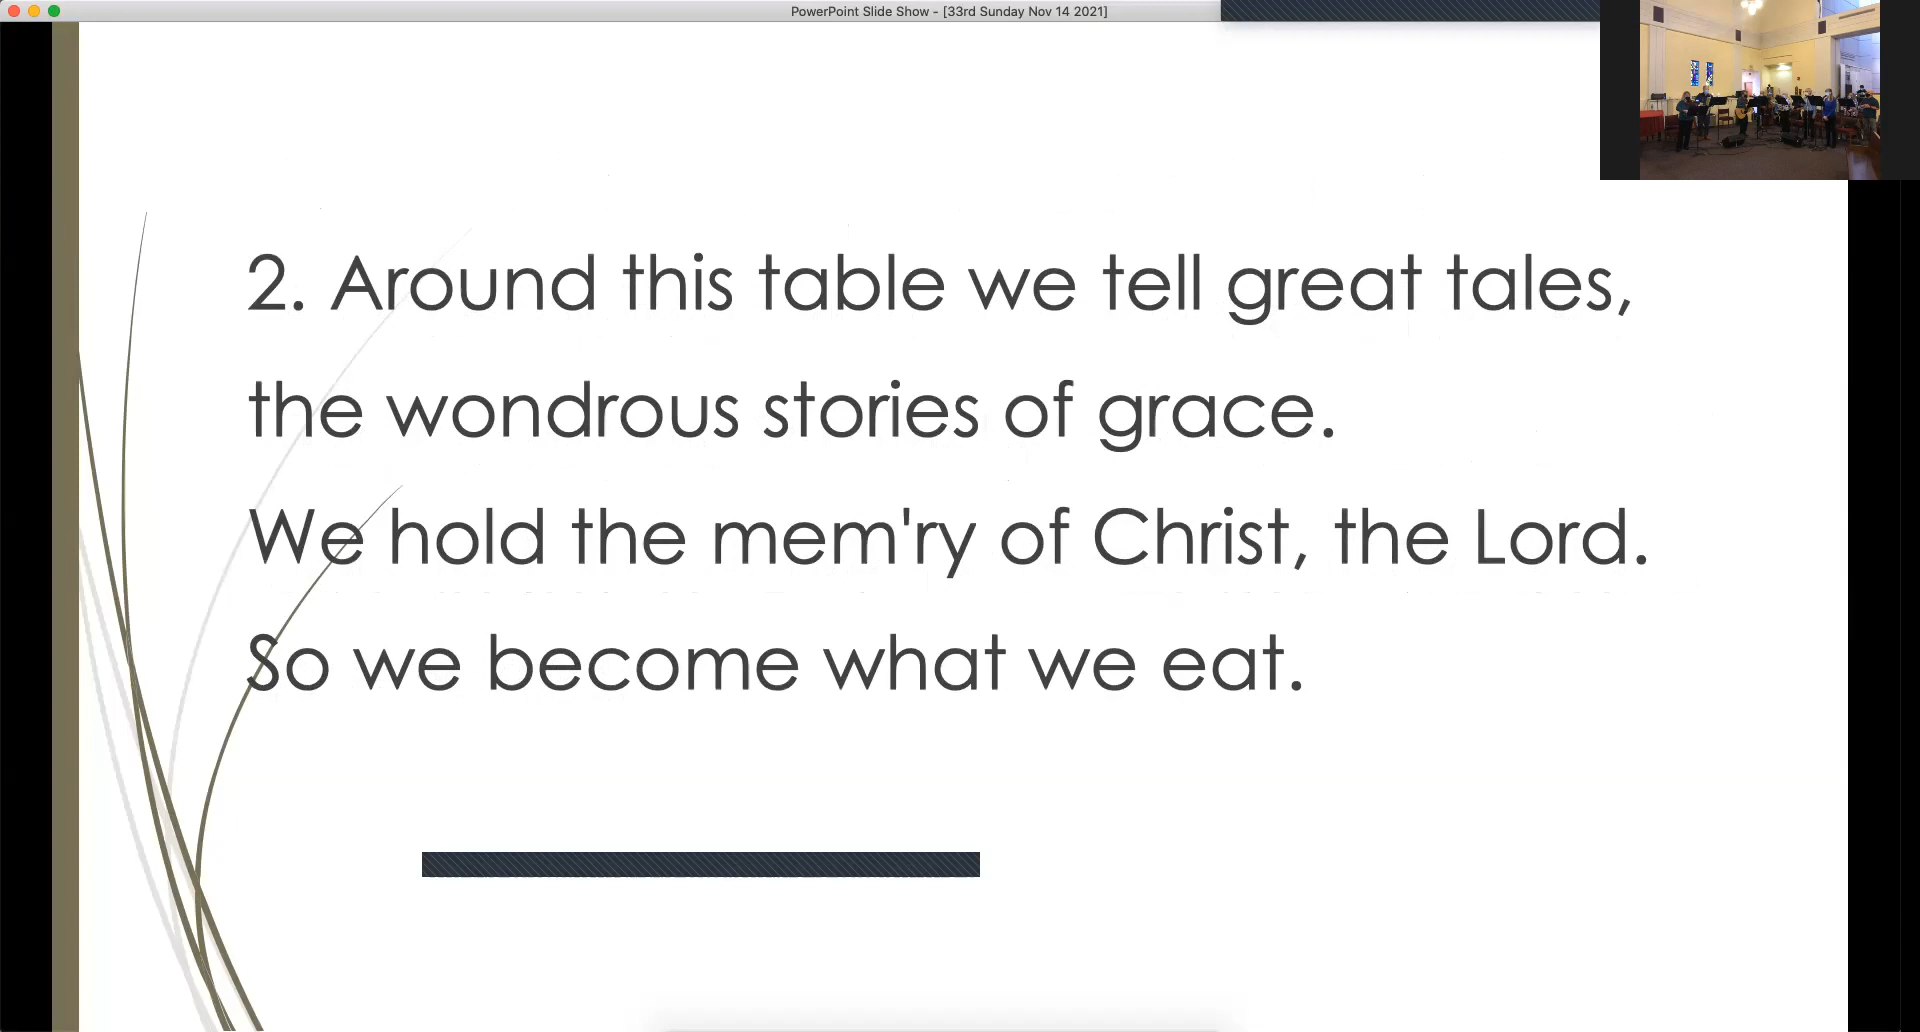 PowerPoint Slide Show - [33rd Sunday Nov 14 2021]
2. Around this table we tell great tales,
the wondrous stories of grace.
We hold the mem'ry of Christ, the Lord.
So we become what we eat.